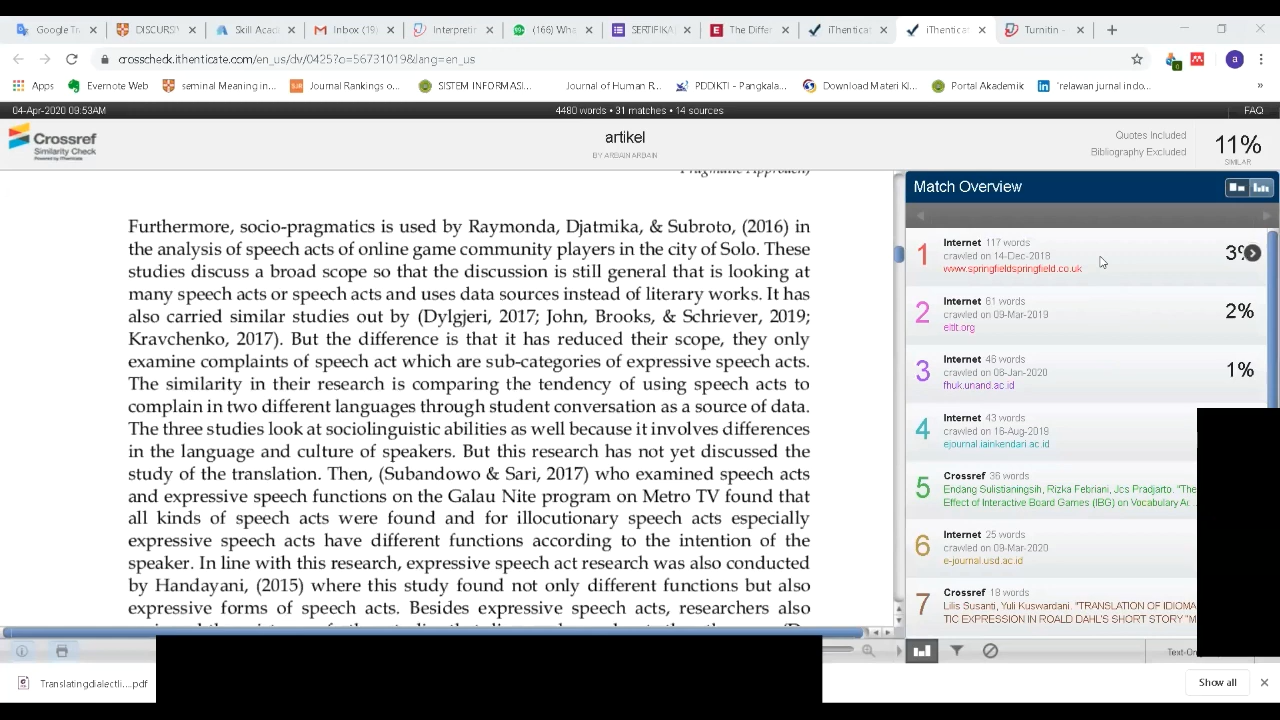 Google Tr
DISCURSI
Skill Acad
Inbox (19)
Interpretin
(166) Wha
SERTIFIKA
The Differ
iThenticat
iThenticat
Turnitin -
crosscheck.ithenticate.com/en_us/dv/0425?o=56731019&lang=en_us
Apps
Evernote Web
seminal Meaning in...
Journal Rankings o...
SISTEM INFORMAS...
Journal of Human R...
PDDIKTI - Pangkala...
Download Materi Kl...
Portal Akademik
'relawan jurnal indo...
04-Apr-2020 09:53AM
4480 words • 31 matches • 14 sources
FAQ
Crossref
Similarity Check
Powered by iThenticate
artikel
BY ARBAIN ARBAIN
Quotes Included
Bibliography Excluded
11%
SIMILAR
Pragmatic Approach)
Furthermore, socio-pragmatics is used by Raymonda, Djatmika, & Subroto, (2016) in
the analysis of speech acts of online game community players in the city of Solo. These
studies discuss a broad scope so that the discussion is still general that is looking at
many speech acts or speech acts and uses data sources instead of literary works. It has
also carried similar studies out by (Dylgjeri, 2017; John, Brooks, & Schriever, 2019;
Kravchenko, 2017). But the difference is that it has reduced their scope, they only
examine complaints of speech act which are sub-categories of expressive speech acts.
The similarity in their research is comparing the tendency of using speech acts to
complain in two different languages through student conversation as a source of data.
The three studies look at sociolinguistic abilities as well because it involves differences
in the language and culture of speakers. But this research has not yet discussed the
study of the translation. Then, (Subandowo & Sari, 2017) who examined speech acts
and expressive speech functions on the Galau Nite program on Metro TV found that
all kinds of speech acts were found and for illocutionary speech acts especially
expressive speech acts have different functions according to the intention of the
speaker. In line with this research, expressive speech act research was also conducted
by Handayani, (2015) where this study found not only different functions but also
expressive forms of speech acts. Besides expressive speech acts, researchers also
Match Overview
1
Internet 117 words
crawled on 14-Dec-2018
www.springfieldspringfield.co.uk
3%
2
Internet 61 words
crawled on 09-Mar-2019
eltlt.org
2%
3
Internet 46 words
crawled on 08-Jan-2020
fhuk.unand.ac.id
1%
4
Internet 43 words
crawled on 16-Aug-2019
ejournal.iainkendari.ac.id
5
Crossref 36 words
Endang Sulistianingsih, Rizka Febriani, Jcs Pradjarto. "The
Effect of Interactive Board Games (IBG) on Vocabulary Ac
6
Internet 25 words
crawled on 09-Mar-2020
e-journal.usd.ac.id
7
Crossref 18 words
Lilis Susanti, Yuli Kuswardani. "TRANSLATION OF IDIOMA
TIC EXPRESSION IN ROALD DAHL'S SHORT STORY "M
Text-On
Translatingdialectli....pdf
Show all